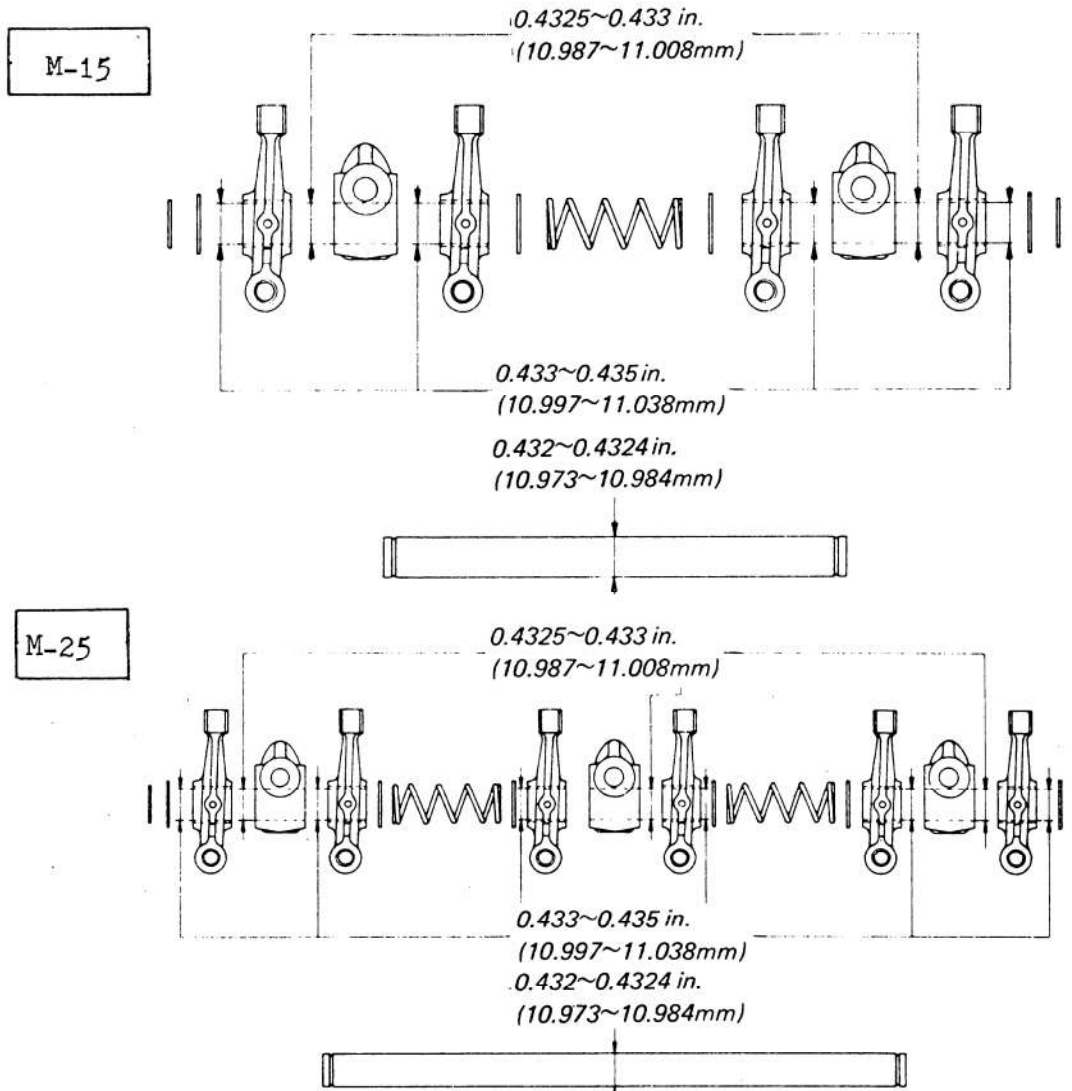 M-15
0.4325~0.433 in.
(10.987~11.008mm)
0.433~0.435 in.
(10.997~11.038mm)
0.432~0.4324 in.
(10.973~10.984mm)
M-25
0.4325~0.433 in.
(10.987~11.008mm)
0.433~0.435 in.
(10.997~11.038mm)
0.432~0.4324 in.
(10.973~10.984mm)